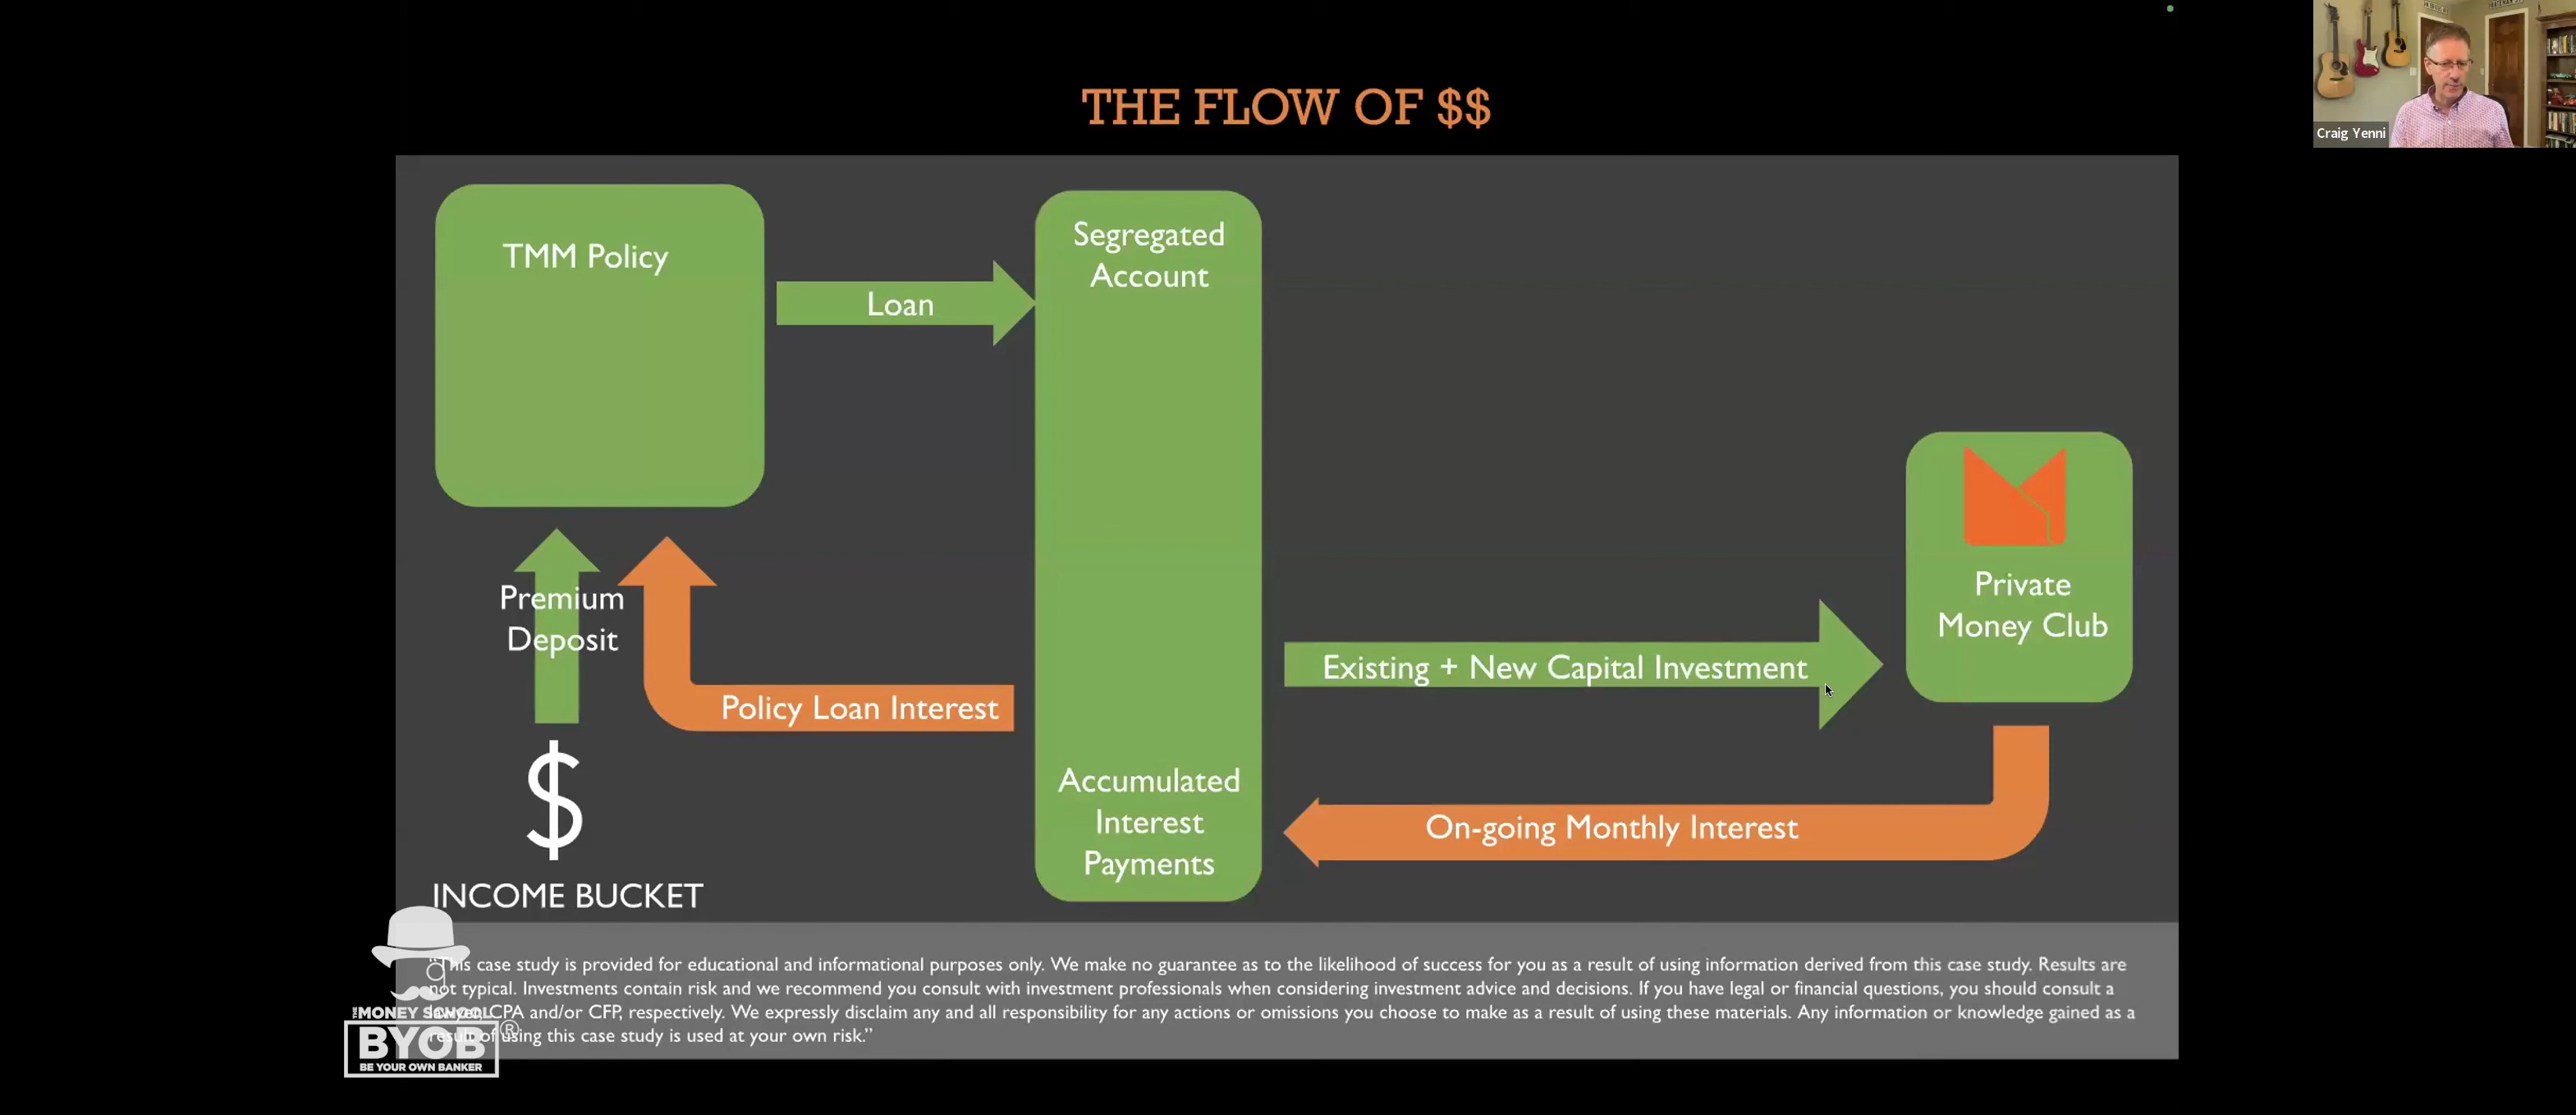 THE FLOW OF $$
Craig Yenni
TMM Policy
Loan
Segregated
Account
Private
Money Club
Premium
Deposit
Existing + New Capital Investment
Policy Loan Interest
$
Accumulated
Interest
Payments
On-going Monthly Interest
INCOME BUCKET
"This case study is provided for educational and informational purposes only. We make no guarantee as to the likelihood of success for you as a result of using information derived from this case study. Results are
not typical. Investments contain risk and we recommend you consult with investment professionals when considering investment advice and decisions. If you have legal or financial questions, you should consult a
CPA and/or CFP, respectively. We expressly disclaim any and all responsibility for any actions or omissions you choose to make as a result of using these materials. Any information or knowledge gained as a
result of using this case study is used at your own risk."
THE MONEY SCHOOL
BYOB®
BE YOUR OWN BANKER